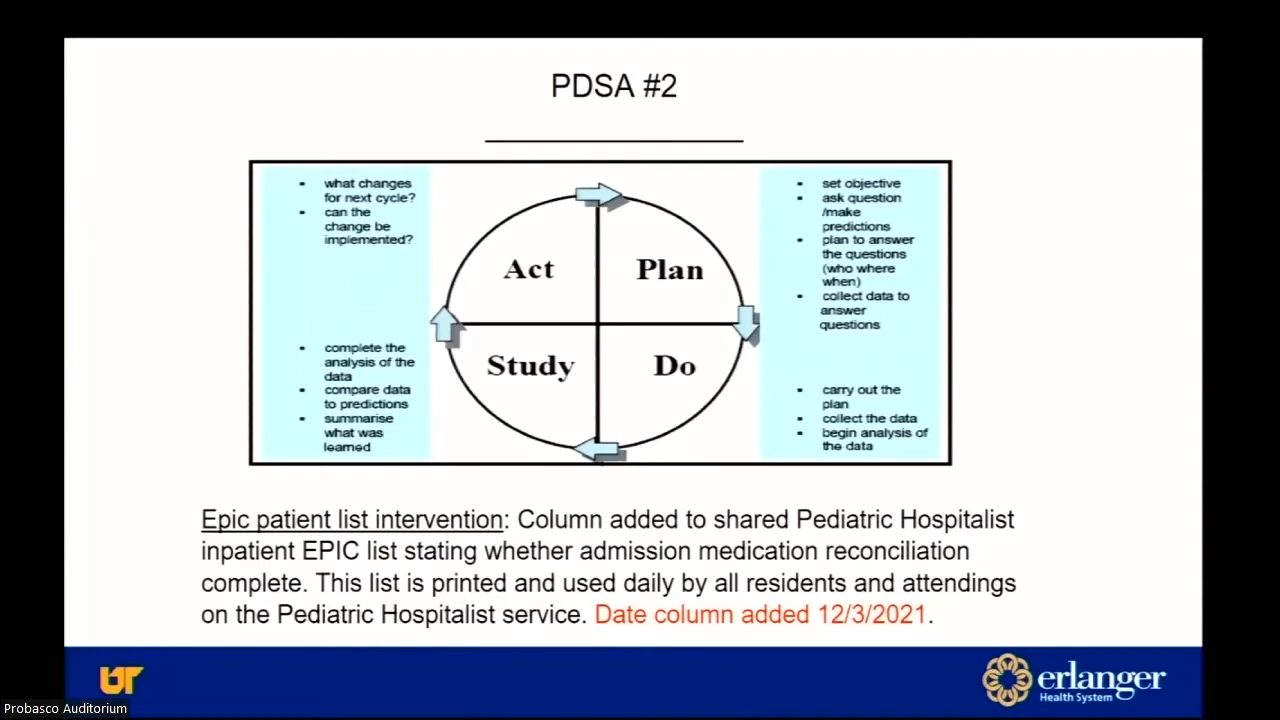 PDSA #2
• what changes
for next cycle?
• can the
change be
implemented?
• complete the
analysis of the
data
• compare data
to predictions
• summarise
what was
learned
Act
Plan
Study
Do
• set objective
• ask question
/make
predictions
• plan to answer
the questions
(who where
when)
• collect data to
answer
questions
• carry out the
plan
• collect the data
• begin analysis of
the data
Epic patient list intervention: Column added to shared Pediatric Hospitalist
inpatient EPIC list stating whether admission medication reconciliation
complete. This list is printed and used daily by all residents and attendings
on the Pediatric Hospitalist service. Date column added 12/3/2021.
UT
erlanger
Health System
Probasco Auditorium